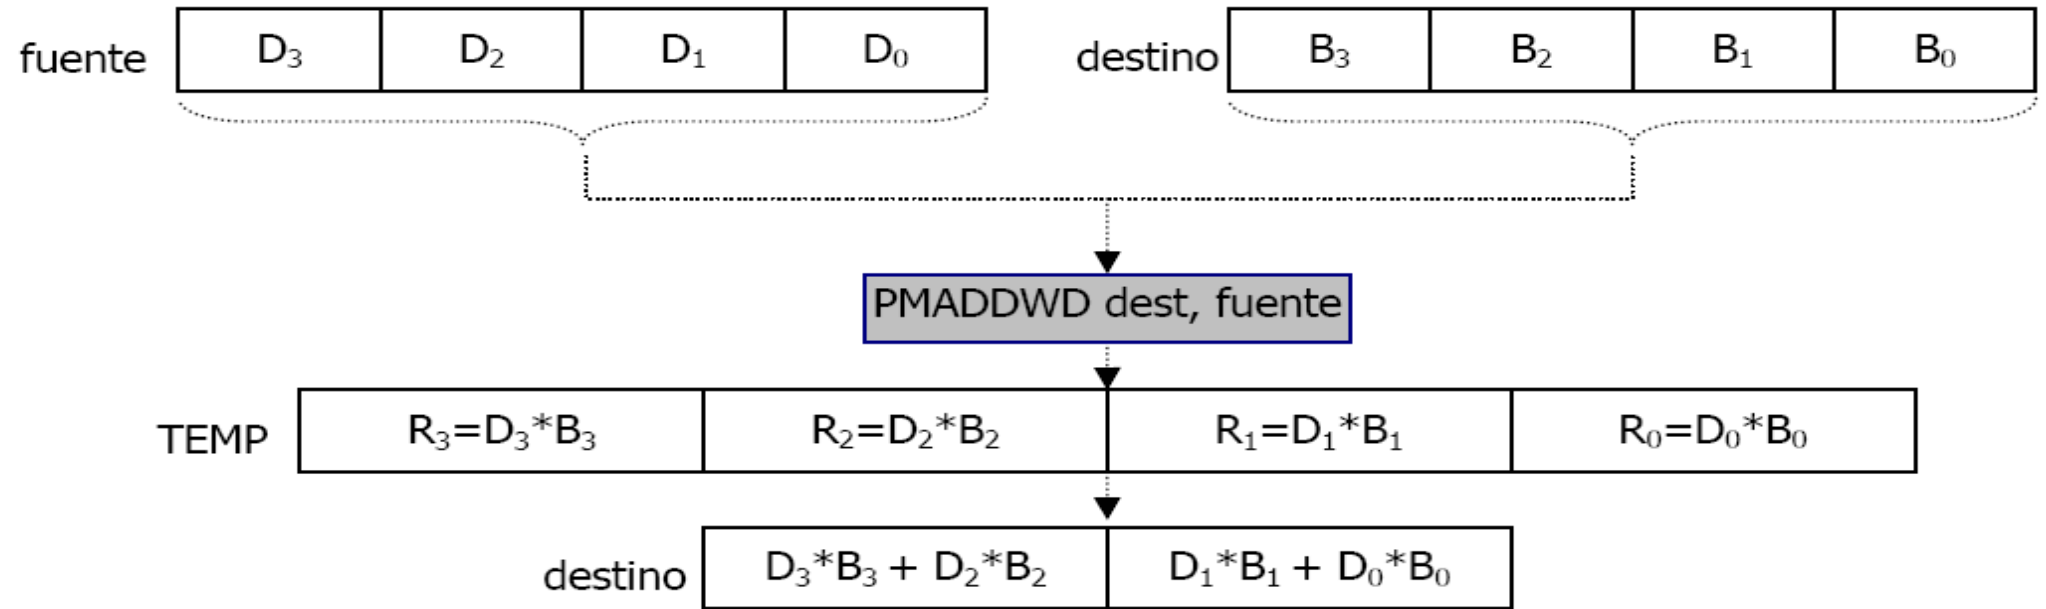 fuente D₃ D₂ D₁ D₀ destino B₃ B₂ B₁ B₀
PMADDWD dest, fuente
TEMP R₃=D₃*B₃ R₂=D₂*B₂ R₁=D₁*B₁ R₀=D₀*B₀
destino D₃*B₃ + D₂*B₂ D₁*B₁ + D₀*B₀